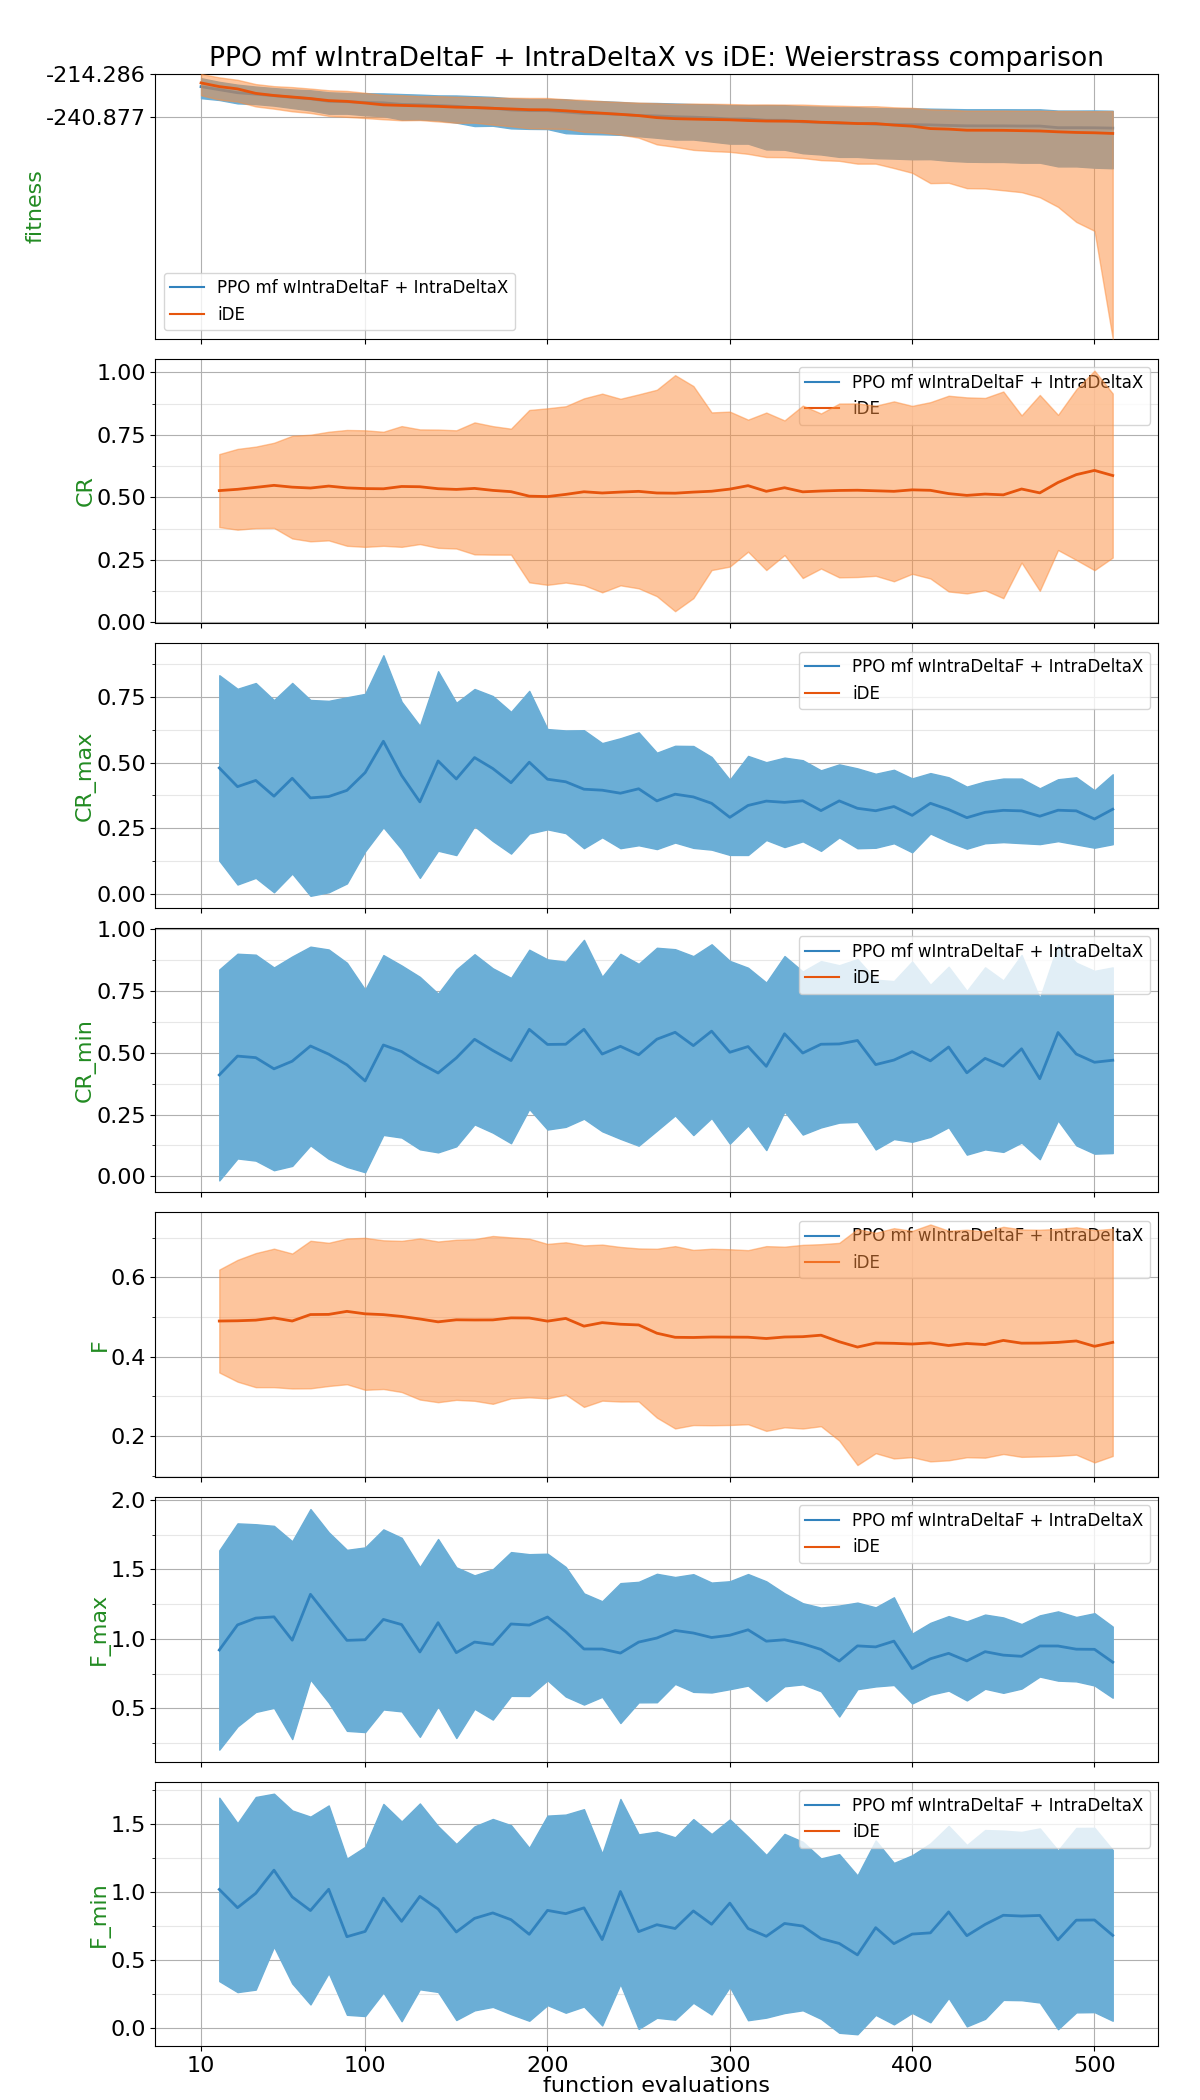 PPO mf wIntraDeltaF + IntraDeltaX vs iDE: Weierstrass comparison
-214.286
-240.877
fitness
PPO mf wIntraDeltaF + IntraDeltaX
iDE
1.00
0.75
0.50
0.25
0.00
CR
PPO mf wIntraDeltaF + IntraDeltaX
iDE
0.75
0.50
0.25
0.00
CR_max
PPO mf wIntraDeltaF + IntraDeltaX
iDE
1.00
0.75
0.50
0.25
0.00
CR_min
PPO mf wIntraDeltaF + IntraDeltaX
iDE
0.6
0.4
0.2
F
PPO mf wIntraDeltaF + IntraDeltaX
iDE
2.0
1.5
1.0
0.5
F_max
PPO mf wIntraDeltaF + IntraDeltaX
iDE
1.5
1.0
0.5
0.0
F_min
PPO mf wIntraDeltaF + IntraDeltaX
iDE
10 100 200 300 400 500
function evaluations